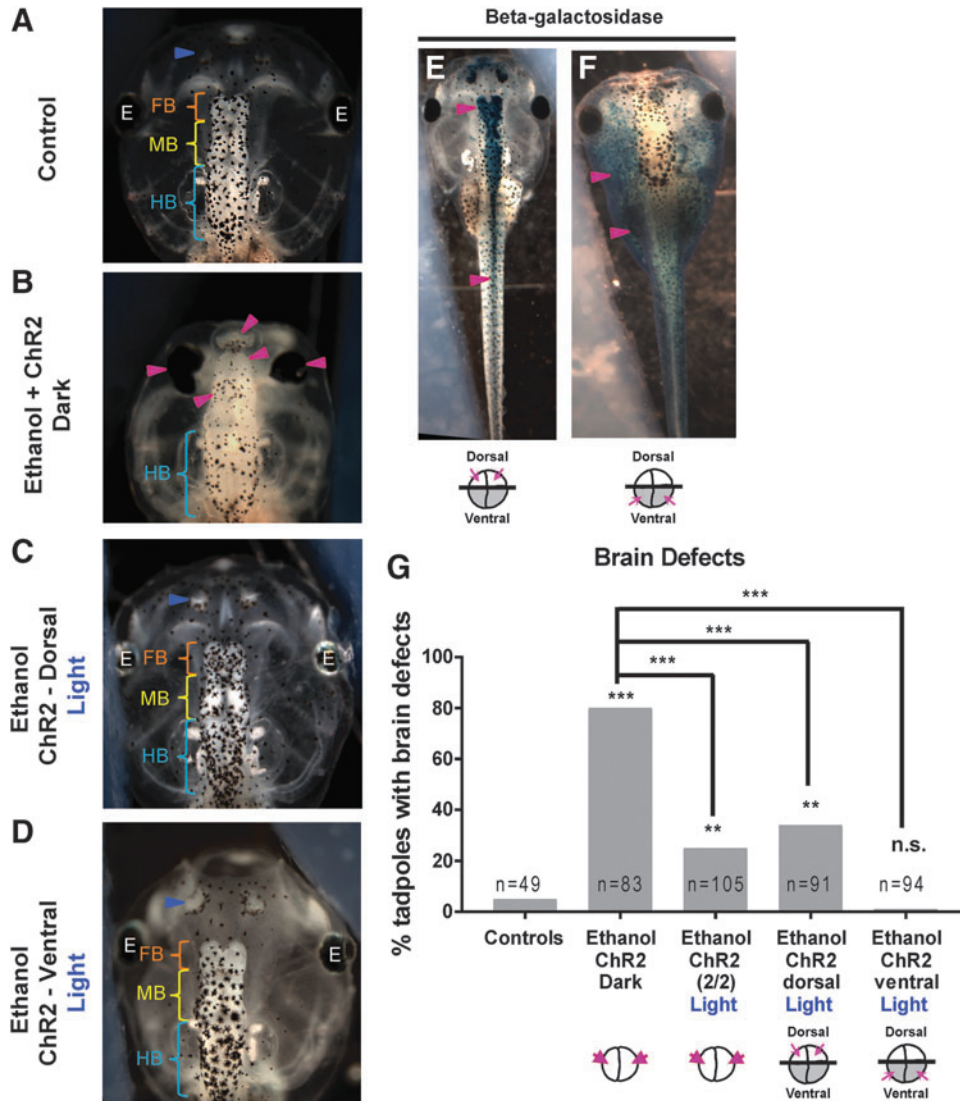 A
Control
E
E
FB
MB
HB
B
Ethanol + ChR2
Dark
HB
C
Ethanol
ChR2 - Dorsal
Light
E
E
FB
MB
HB
D
Ethanol
ChR2 - Ventral
Light
E
E
FB
MB
HB
Beta-galactosidase
E
F
Dorsal
Ventral
Dorsal
Ventral
G
Brain Defects
% tadpoles with brain defects
100
80
60
40
20
0
***
***
***
***
**
**
n.s.
n=49
n=83
n=105
n=91
n=94
Controls
Ethanol
ChR2
Dark
Ethanol
ChR2
(2/2)
Light
Ethanol
ChR2
dorsal
Light
Ethanol
ChR2
ventral
Light
Dorsal
Ventral
Dorsal
Ventral